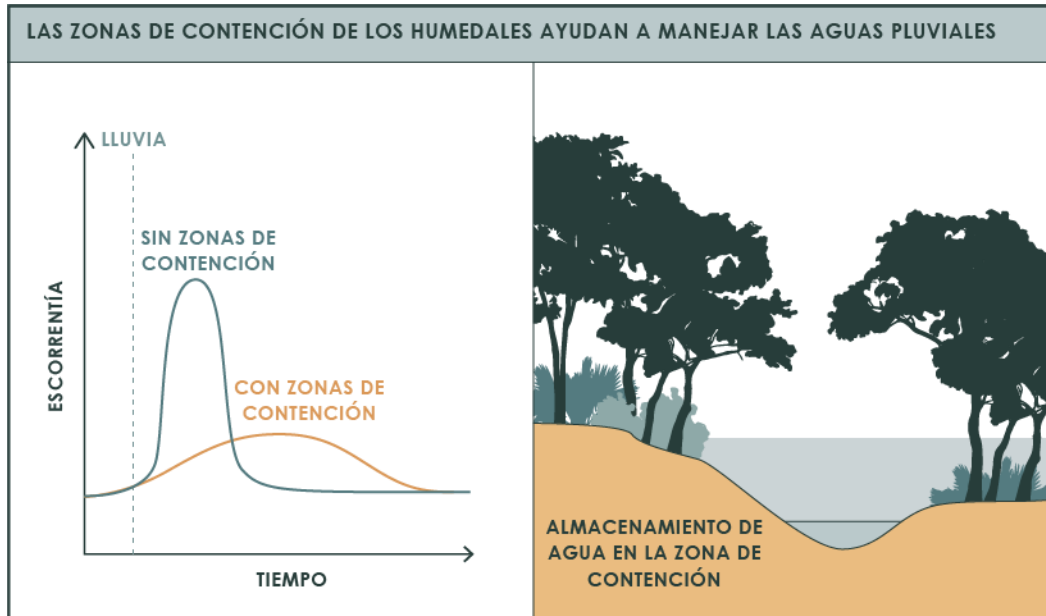 LAS ZONAS DE CONTENCIÓN DE LOS HUMEDALES AYUDAN A MANEJAR LAS AGUAS PLUVIALES
LLUVIA
SIN ZONAS DE
CONTENCIÓN
ESCORRENTÍA
CON ZONAS DE
CONTENCIÓN
TIEMPO
ALMACENAMIENTO DE
AGUA EN LA ZONA DE
CONTENCIÓN